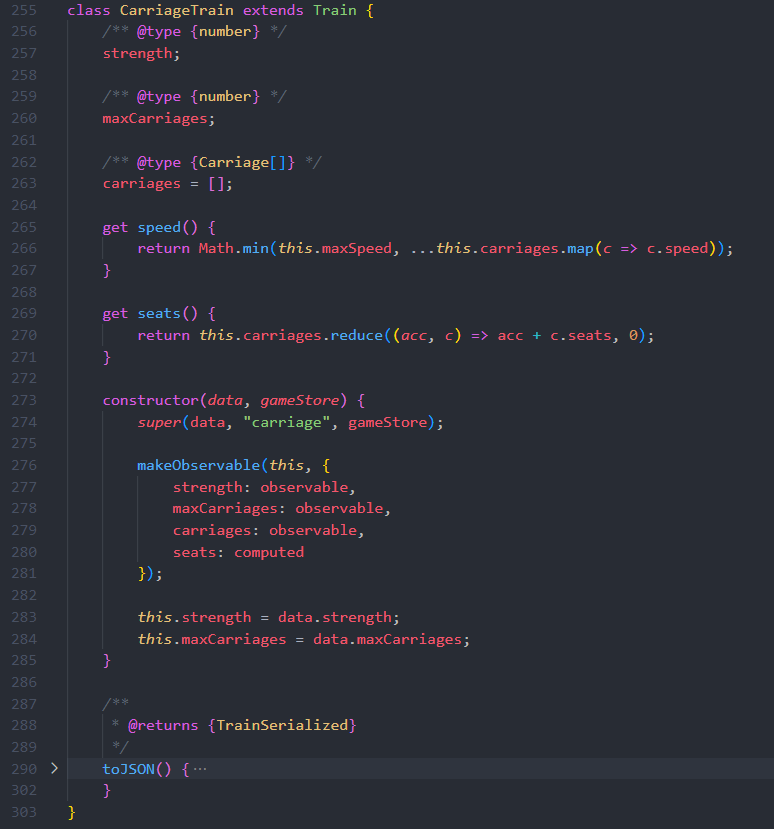 255 class CarriageTrain extends Train {
256 /** @type {number} */
257 strength;
258
259 /** @type {number} */
260 maxCarriages;
261
262 /** @type {Carriage[]} */
263 carriages = [];
264
265 get speed() {
266 return Math.min(this.maxSpeed, ...this.carriages.map(c => c.speed));
267 }
268
269 get seats() {
270 return this.carriages.reduce((acc, c) => acc + c.seats, 0);
271 }
272
273 constructor(data, gameStore) {
274 super(data, "carriage", gameStore);
275
276 makeObservable(this, {
277 strength: observable,
278 maxCarriages: observable,
279 carriages: observable,
280 seats: computed
281 });
282
283 this.strength = data.strength;
284 this.maxCarriages = data.maxCarriages;
285 }
286
287 /**
288 * @returns {TrainSerialized}
289 */
290 toJSON() {···
302 }
303 }